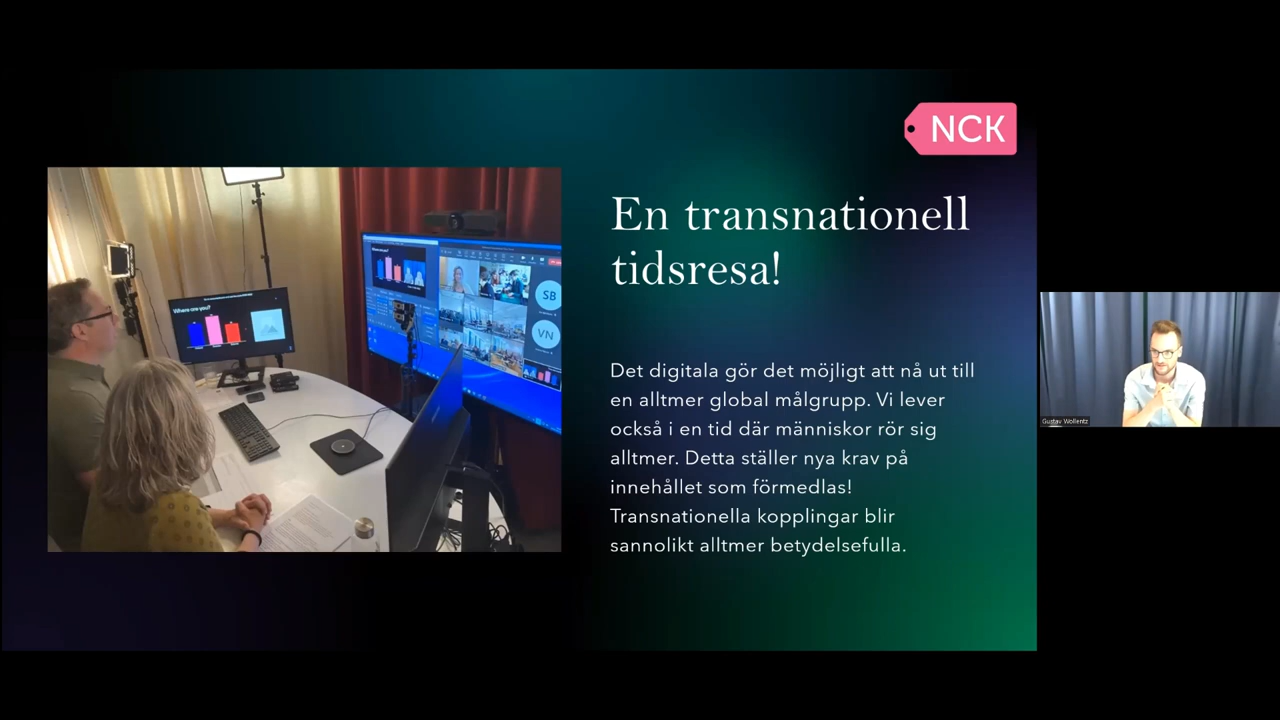 NCK
En transnationell
tidsresa!
Det digitala gör det möjligt att nå ut till
en alltmer global målgrupp. Vi lever
också i en tid där människor rör sig
alltmer. Detta ställer nya krav på
innehållet som förmedlas!
Transnationella kopplingar blir
sannolikt alltmer betydelsefulla.
Where are you?
SB
VN
Gustav Wollentz